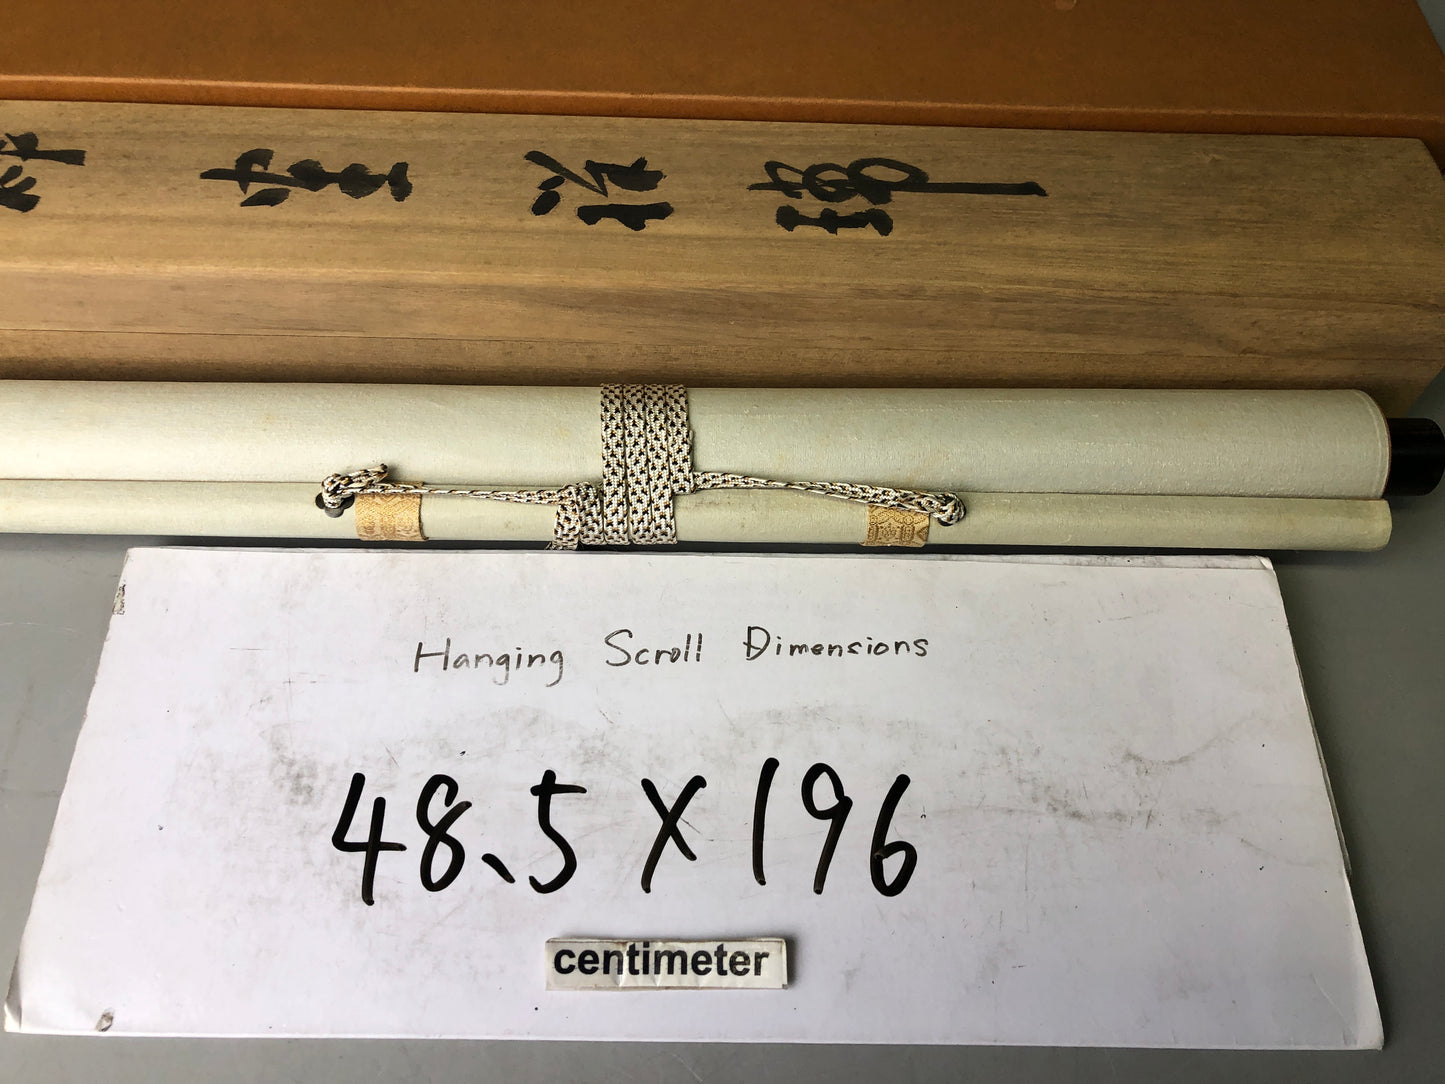 Hanging Scroll Dimensions
48.5 X 196
centimeter